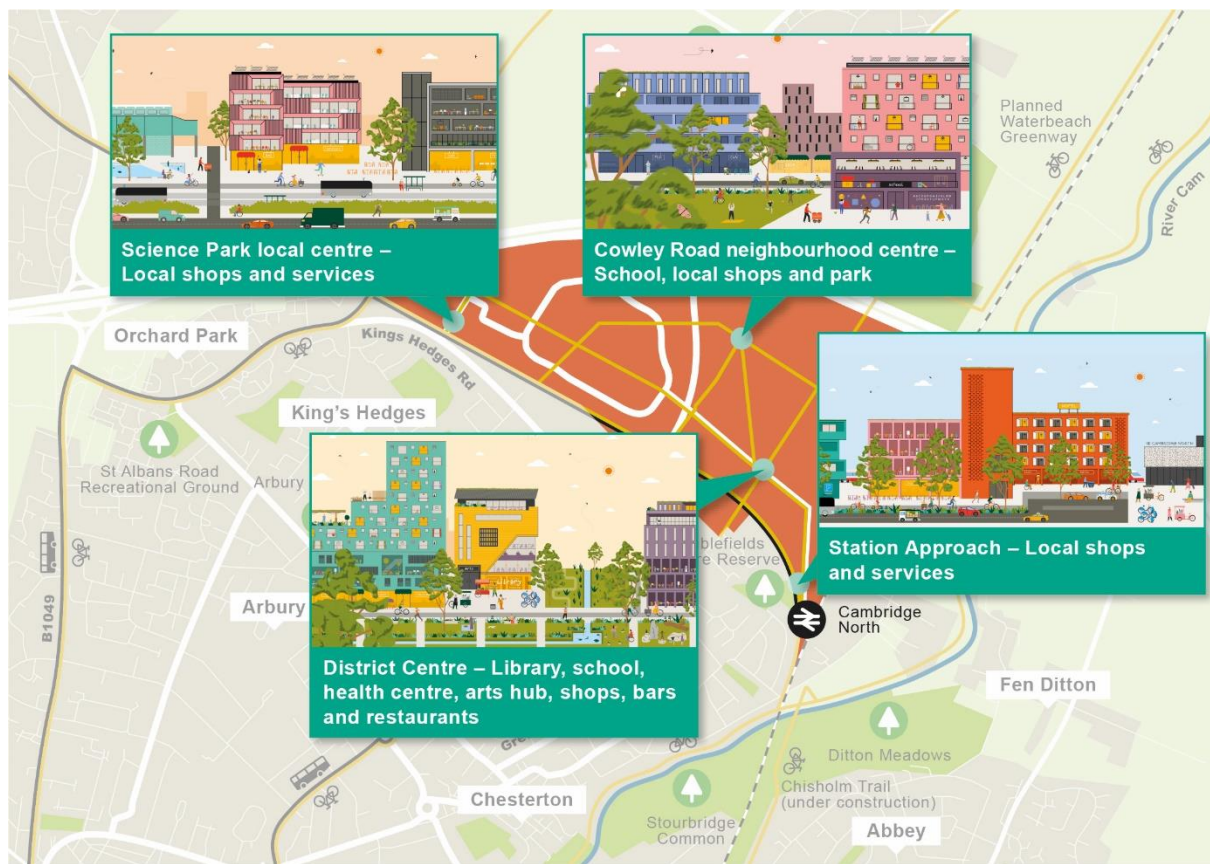 Science Park local centre –
Local shops and services
Cowley Road neighbourhood centre –
School, local shops and park
Planned
Waterbeach
Greenway
River Cam
Orchard Park
Kings Hedges Rd
King's Hedges
St Albans Road
Recreational Ground
Arbury
B1049
Arbury
District Centre – Library, school,
health centre, arts hub, shops, bars
and restaurants
Station Approach – Local shops
and services
Reserve
Cambridge
North
Fen Ditton
Ditton Meadows
Chisholm Trail
(under construction)
Chesterton
Stourbridge
Common
Abbey